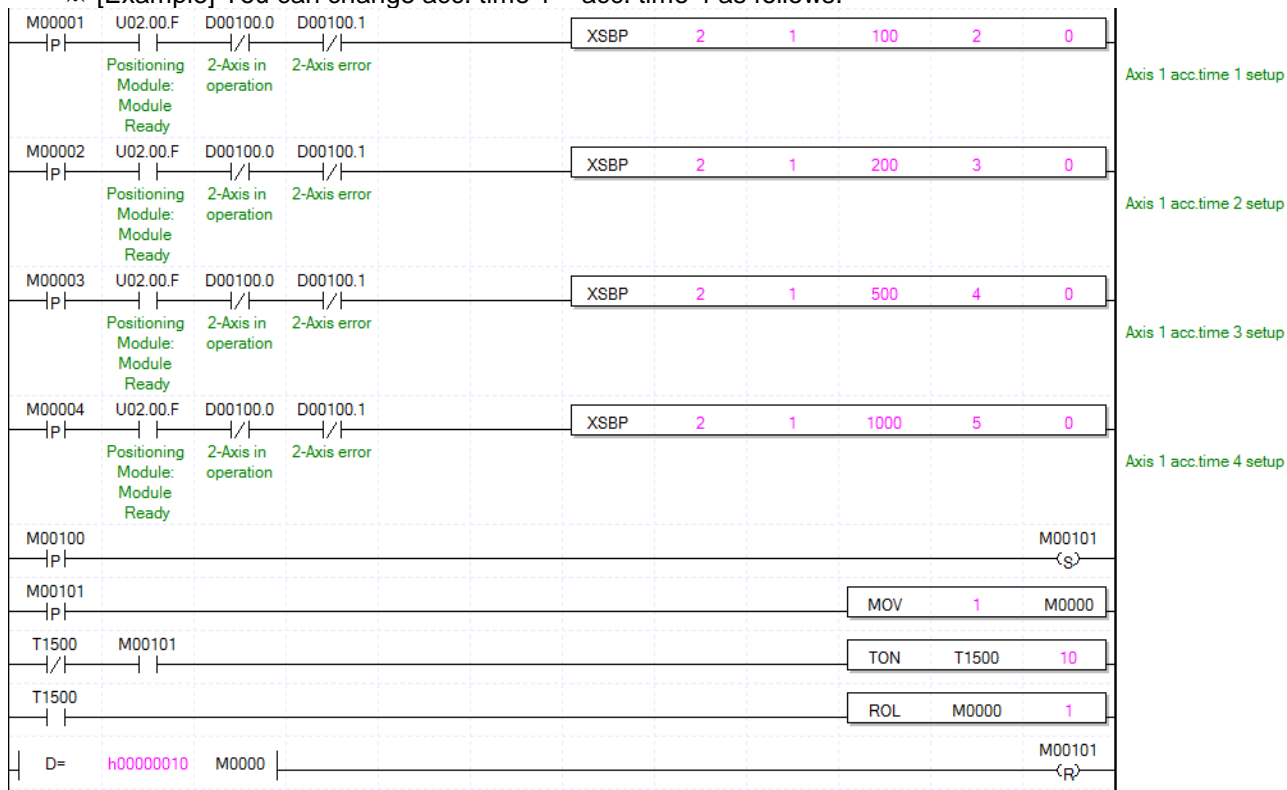 ※ [Example] You can change acc. time 1 ~ acc. time 4 as follows.
M00001 U02.00.F D00100.0 D00100.1
P XSBP 2 1 100 2 0
Positioning 2-Axis in 2-Axis error
Module: operation Axis 1 acc.time 1 setup
Module
Ready
M00002 U02.00.F D00100.0 D00100.1
P XSBP 2 1 200 3 0
Positioning 2-Axis in 2-Axis error
Module: operation Axis 1 acc.time 2 setup
Module
Ready
M00003 U02.00.F D00100.0 D00100.1
P XSBP 2 1 500 4 0
Positioning 2-Axis in 2-Axis error
Module: operation Axis 1 acc.time 3 setup
Module
Ready
M00004 U02.00.F D00100.0 D00100.1
P XSBP 2 1 1000 5 0
Positioning 2-Axis in 2-Axis error
Module: operation Axis 1 acc.time 4 setup
Module
Ready
M00100 M00101
P S
M00101
P MOV 1 M0000
T1500 M00101
TON T1500 10
T1500
ROL M0000 1
M00101
D= h00000010 M0000 R